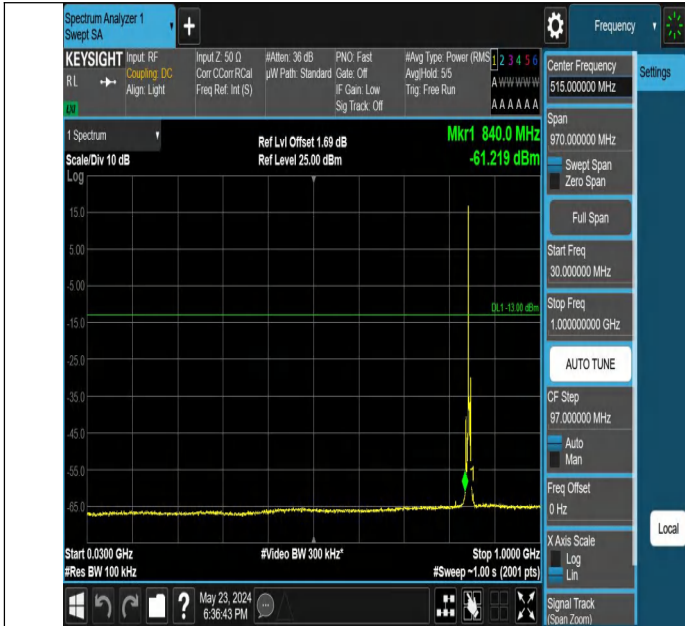 Spectrum Analyzer 1
Swept SA
+
Frequency
KEYSIGHT
RL
Input: RF
Coupling: DC
Align: Light
Input Z: 50 Ω
Corr CCorr RCal
Freq Ref: Int (S)
#Atten: 36 dB
µW Path: Standard
PNO: Fast
Gate: Off
IF Gain: Low
Sig Track: Off
#Avg Type: Power (RMS
Avg|Hold: 5/5
Trig: Free Run
1 2 3 4 5 6
A W W W W W
A A A A A A
1 Spectrum
Scale/Div 10 dB
Ref Lvl Offset 1.69 dB
Ref Level 25.00 dBm
Mkr1 840.0 MHz
-61.219 dBm
Log
15.0
5.00
-5.00
-15.0
-25.0
-35.0
-45.0
-55.0
-65.0
DL1 -13.00 dBm
Start 0.0300 GHz
#Res BW 100 kHz
#Video BW 300 kHz*
Stop 1.0000 GHz
#Sweep ~1.00 s (2001 pts)
?
May 23, 2024
6:36:43 PM
Center Frequency
515.000000 MHz
Settings
Span
970.000000 MHz
Swept Span
Zero Span
Full Span
Start Freq
30.000000 MHz
Stop Freq
1.000000000 GHz
AUTO TUNE
CF Step
97.000000 MHz
Auto
Man
Freq Offset
0 Hz
X Axis Scale
Log
Lin
Local
Signal Track
(Span Zoom)